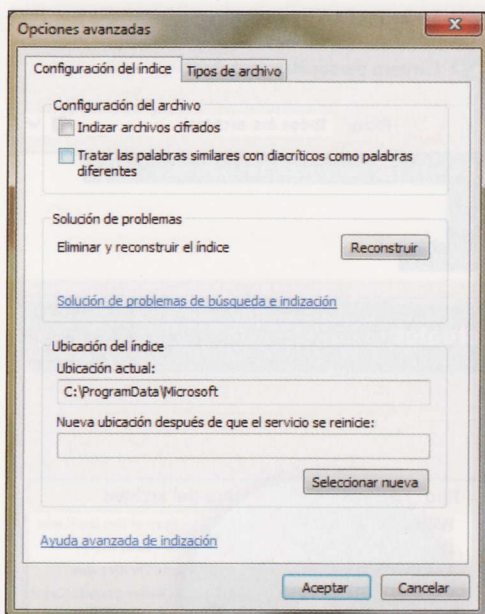 Opciones avanzadas
Configuración del índice
Tipos de archivo
Configuración del archivo
Indizar archivos cifrados
Tratar las palabras similares con diacríticos como palabras
diferentes
Solución de problemas
Eliminar y reconstruir el índice
Reconstruir
Solución de problemas de búsqueda e indización
Ubicación del índice
Ubicación actual:
C:\ProgramData\Microsoft
Nueva ubicación después de que el servicio se reinicie:
Seleccionar nueva
Ayuda avanzada de indización
Aceptar
Cancelar